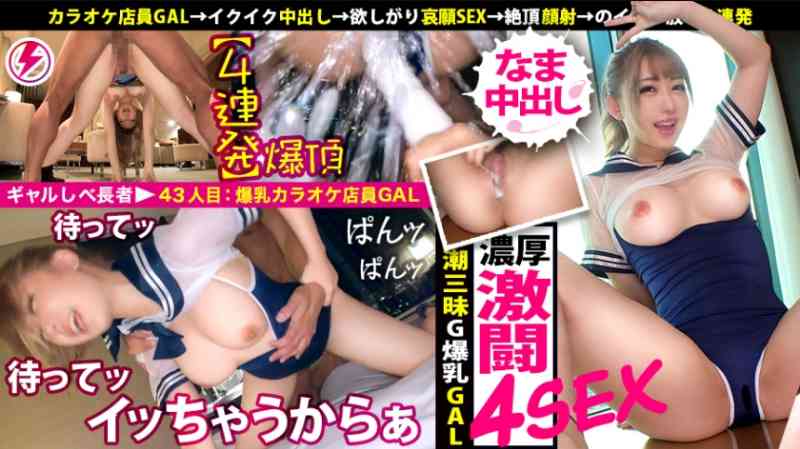 カラオケ店員GAL→イクイク中出し→欲しがり哀願SEX→絶頂顔射→のイ
連発
【4連発】爆頂
なま
中出し
ギャルしべ長者▶43人目：爆乳カラオケ店員GAL
待ってッ
ぱんッ
ぱんッ
待ってッ
イッちゃうからぁ
潮三昧G爆乳GAL
濃厚
激闘
4SEX